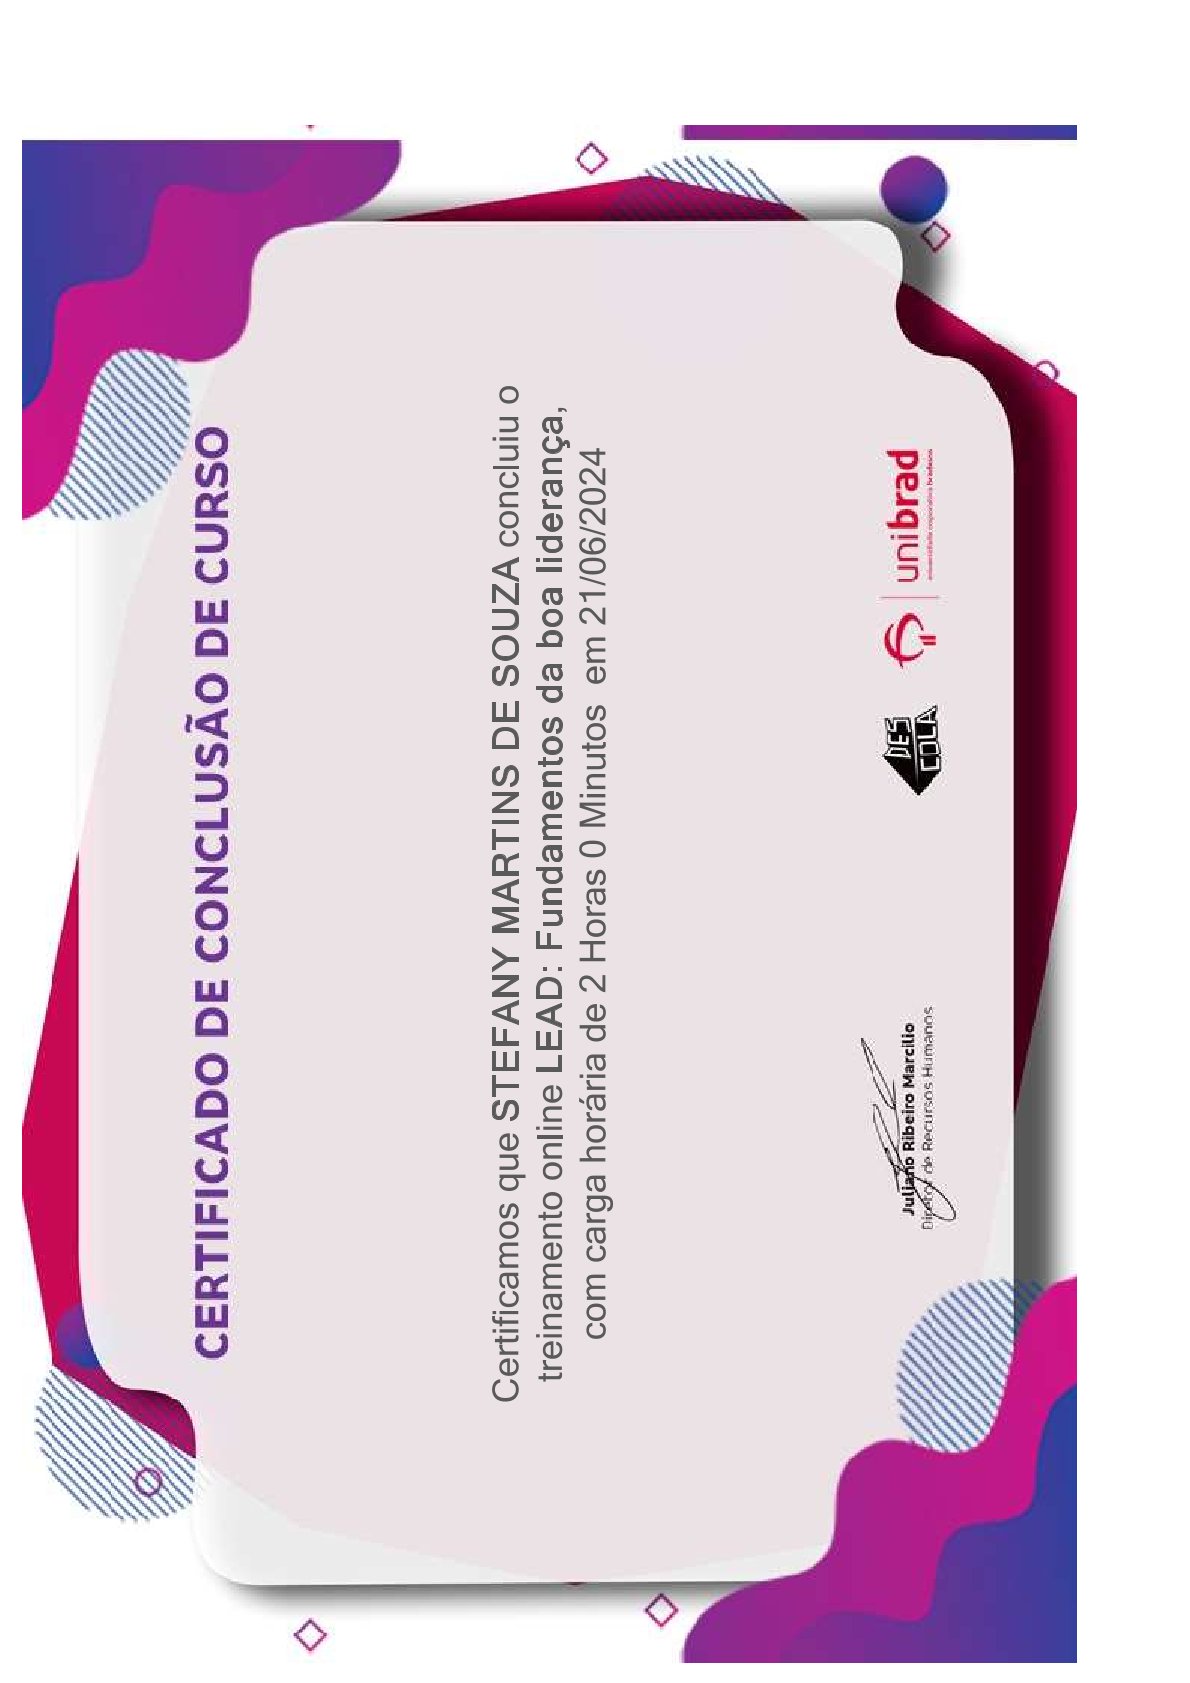 CERTIFICADO DE CONCLUSÃO DE CURSO
Certificamos que STEFANY MARTINS DE SOUZA concluiu o
treinamento online LEAD: Fundamentos da boa liderança,
com carga horária de 2 Horas 0 Minutos em 21/06/2024
Juliano Ribeiro Marcilio
Diretor de Recursos Humanos
DES
COLA
unibrad
universidade corporativa bradesco